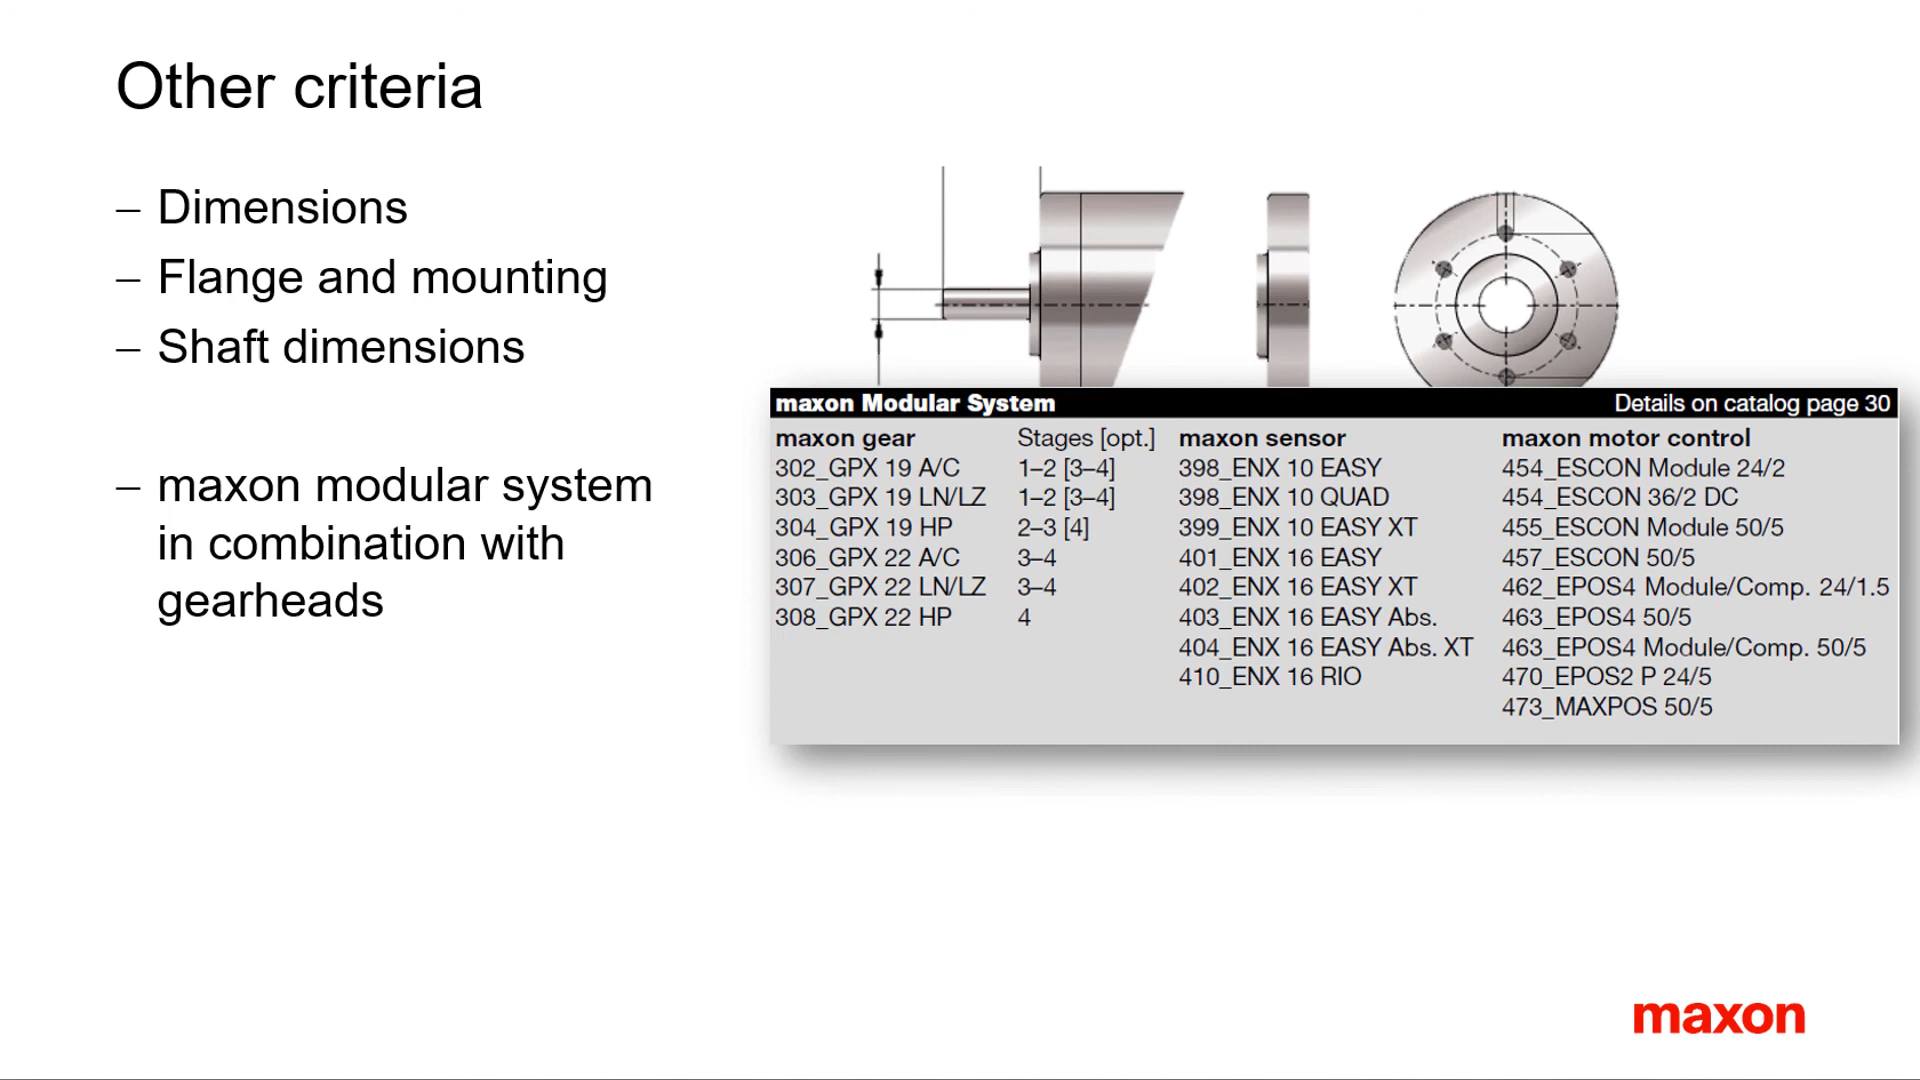 Other criteria
– Dimensions
– Flange and mounting
– Shaft dimensions
– maxon modular system
in combination with
gearheads
maxon Modular System Details on catalog page 30
maxon gear Stages [opt.] maxon sensor maxon motor control
302_GPX 19 A/C 1–2 [3–4] 398_ENX 10 EASY 454_ESCON Module 24/2
303_GPX 19 LN/LZ 1–2 [3–4] 398_ENX 10 QUAD 454_ESCON 36/2 DC
304_GPX 19 HP 2–3 [4] 399_ENX 10 EASY XT 455_ESCON Module 50/5
306_GPX 22 A/C 3–4 401_ENX 16 EASY 457_ESCON 50/5
307_GPX 22 LN/LZ 3–4 402_ENX 16 EASY XT 462_EPOS4 Module/Comp. 24/1.5
308_GPX 22 HP 4 403_ENX 16 EASY Abs. 463_EPOS4 50/5
404_ENX 16 EASY Abs. XT 463_EPOS4 Module/Comp. 50/5
410_ENX 16 RIO 470_EPOS2 P 24/5
473_MAXPOS 50/5
maxon